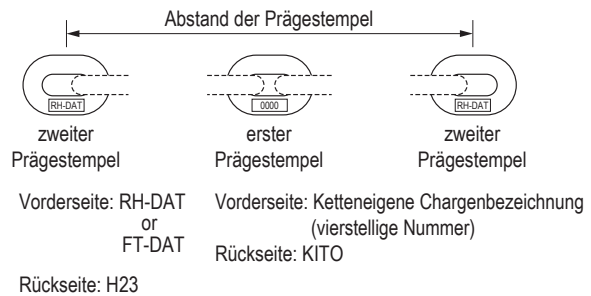 Abstand der Prägestempel
RH-DAT 0000 RH-DAT
zweiter erster zweiter
Prägestempel Prägestempel Prägestempel
Vorderseite: RH-DAT
or
FT-DAT
Rückseite: H23
Vorderseite: Ketteneigene Chargenbezeichnung
(vierstellige Nummer)
Rückseite: KITO